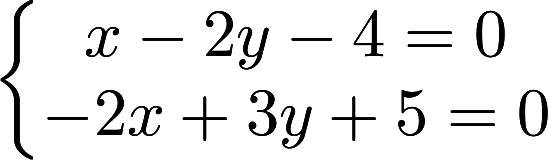 x − 2y − 4 = 0
−2x + 3y + 5 = 0